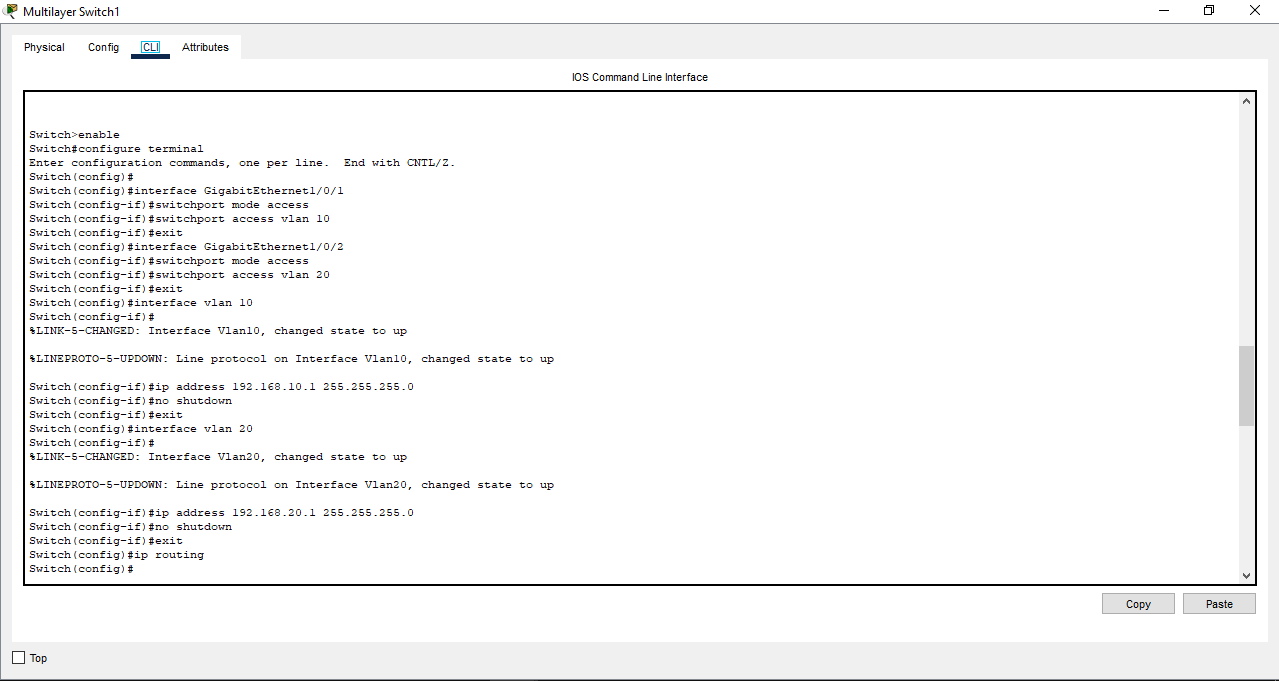 Multilayer Switch1
Physical Config CLI Attributes
IOS Command Line Interface
Switch>enable
Switch#configure terminal
Enter configuration commands, one per line.  End with CNTL/Z.
Switch(config)#
Switch(config)#interface GigabitEthernet1/0/1
Switch(config-if)#switchport mode access
Switch(config-if)#switchport access vlan 10
Switch(config-if)#exit
Switch(config)#interface GigabitEthernet1/0/2
Switch(config-if)#switchport mode access
Switch(config-if)#switchport access vlan 20
Switch(config-if)#exit
Switch(config)#interface vlan 10
Switch(config-if)#
%LINK-5-CHANGED: Interface Vlan10, changed state to up
%LINEPROTO-5-UPDOWN: Line protocol on Interface Vlan10, changed state to up
Switch(config-if)#ip address 192.168.10.1 255.255.255.0
Switch(config-if)#no shutdown
Switch(config-if)#exit
Switch(config)#interface vlan 20
Switch(config-if)#
%LINK-5-CHANGED: Interface Vlan20, changed state to up
%LINEPROTO-5-UPDOWN: Line protocol on Interface Vlan20, changed state to up
Switch(config-if)#ip address 192.168.20.1 255.255.255.0
Switch(config-if)#no shutdown
Switch(config-if)#exit
Switch(config)#ip routing
Switch(config)#
Copy Paste
Top